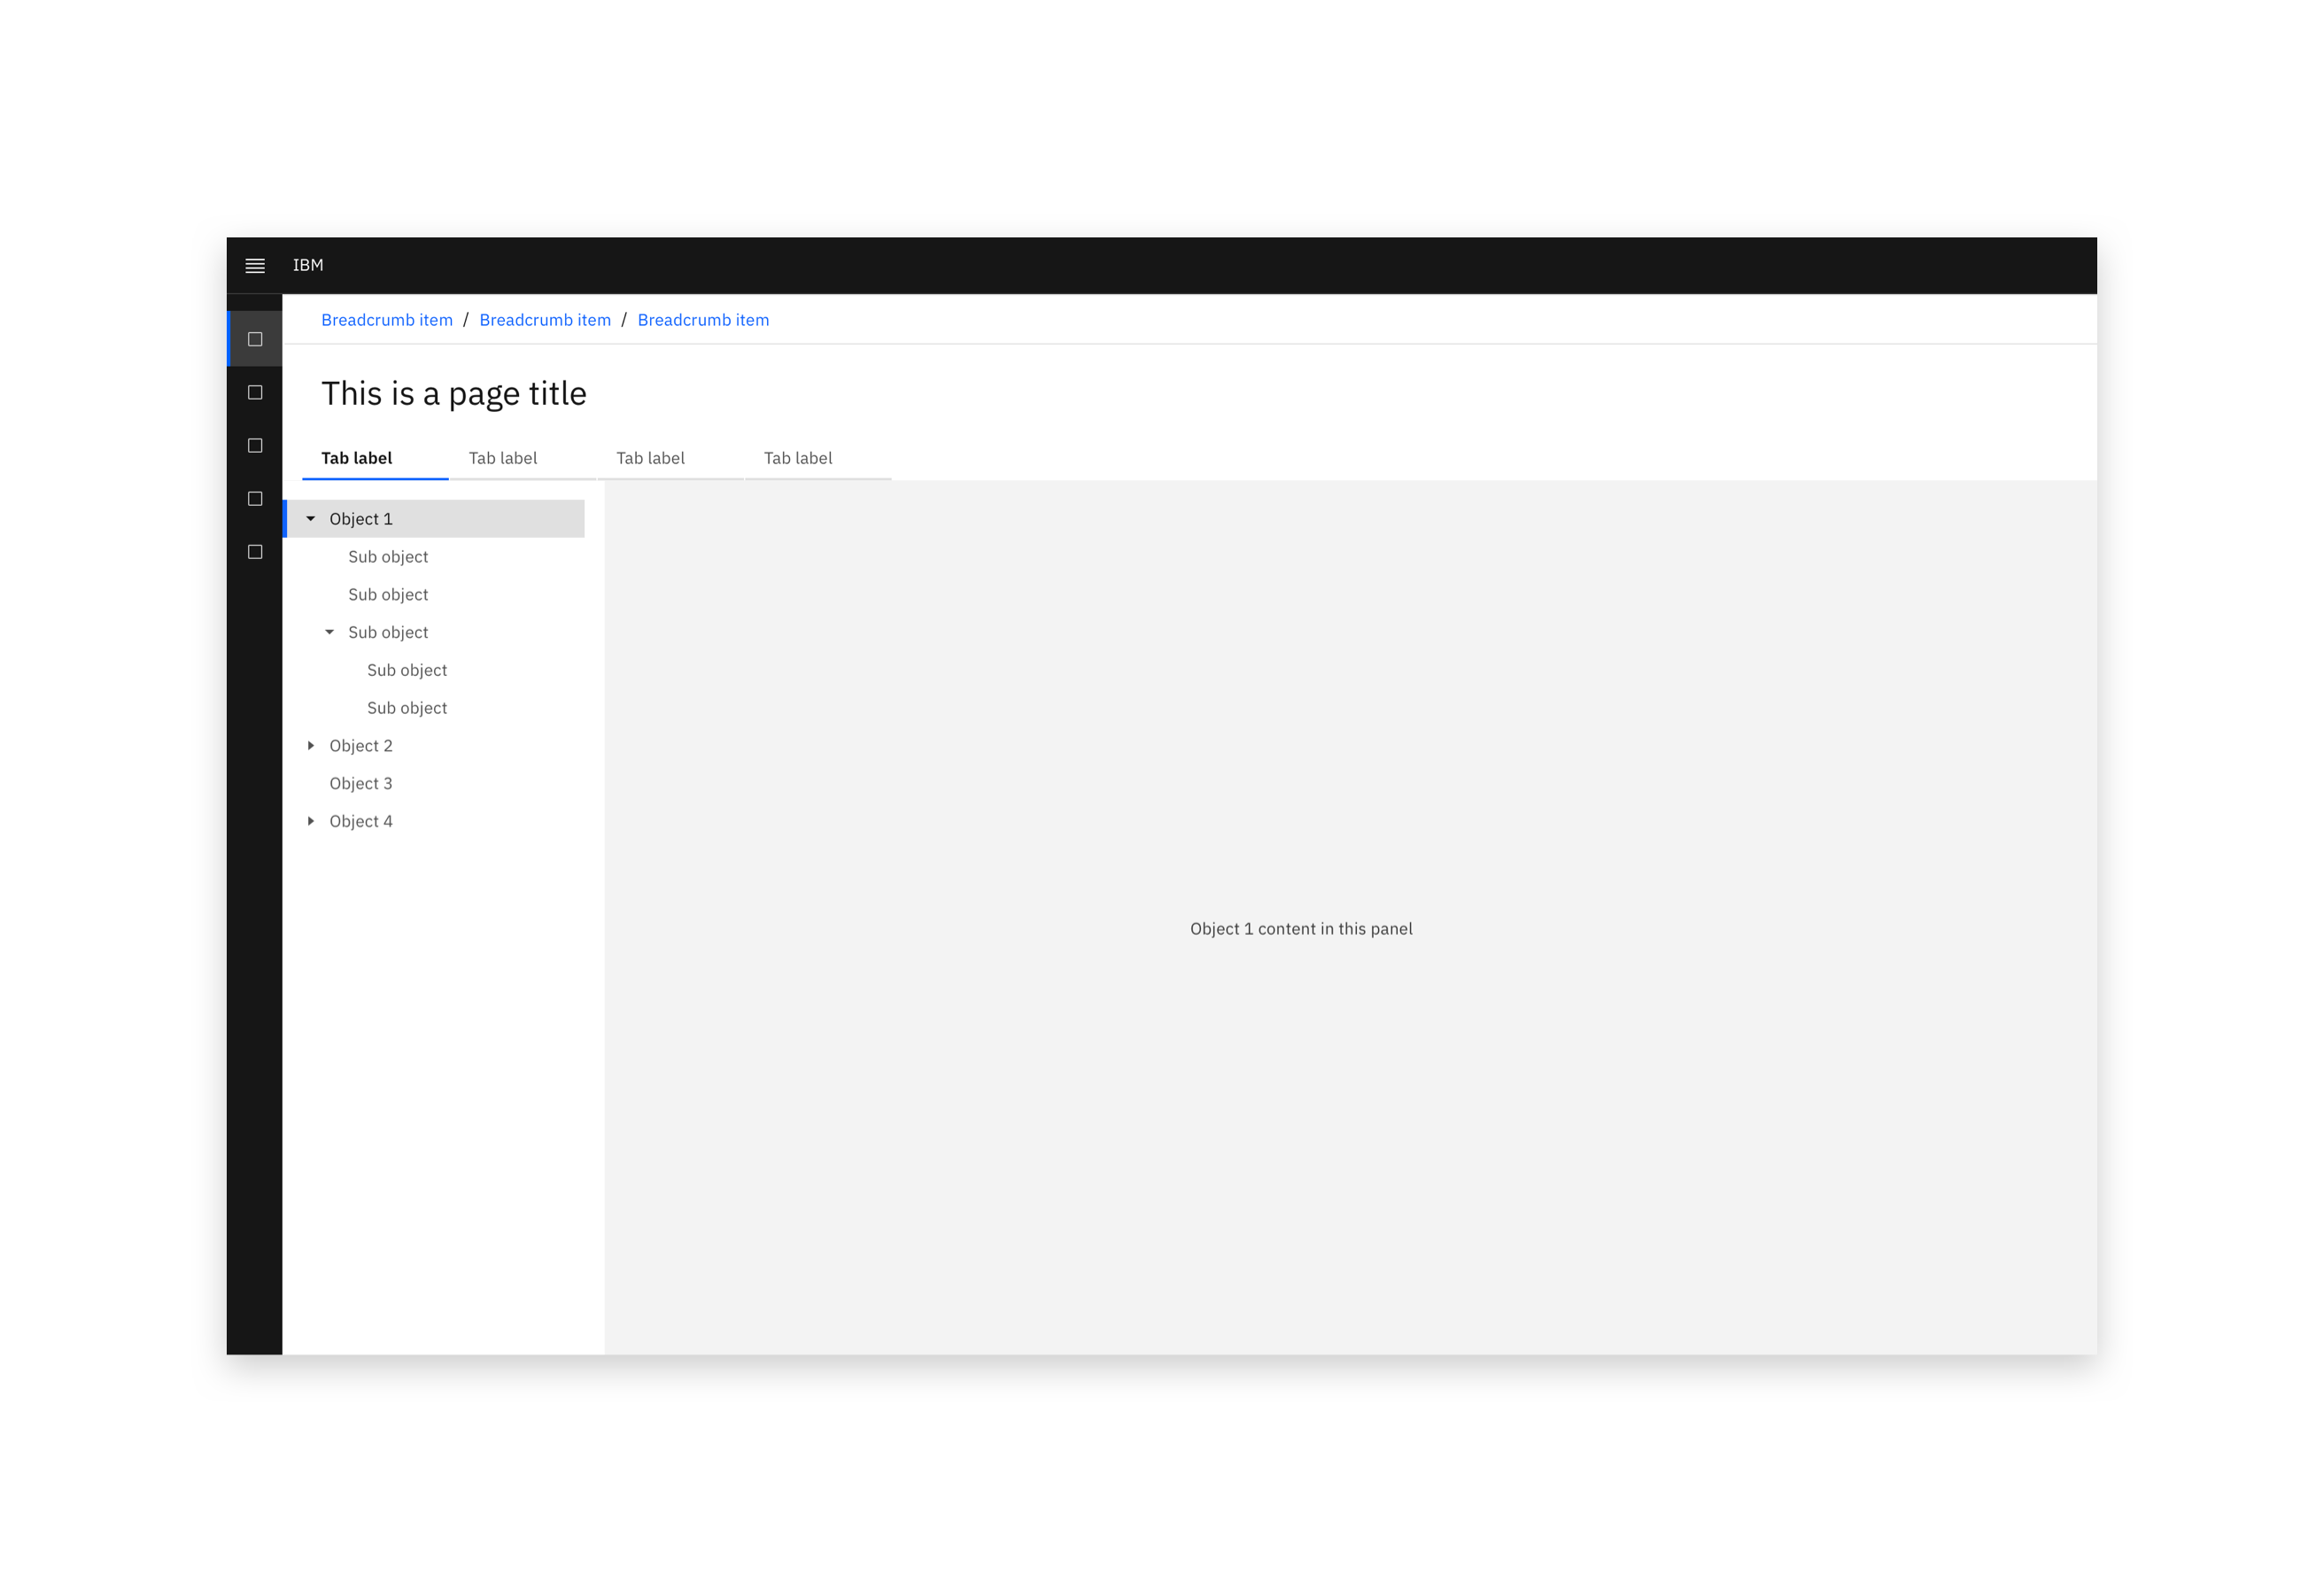 IBM
Breadcrumb item / Breadcrumb item / Breadcrumb item
This is a page title
Tab label Tab label Tab label Tab label
Object 1
Sub object
Sub object
Sub object
Sub object
Sub object
Object 2
Object 3
Object 4
Object 1 content in this panel